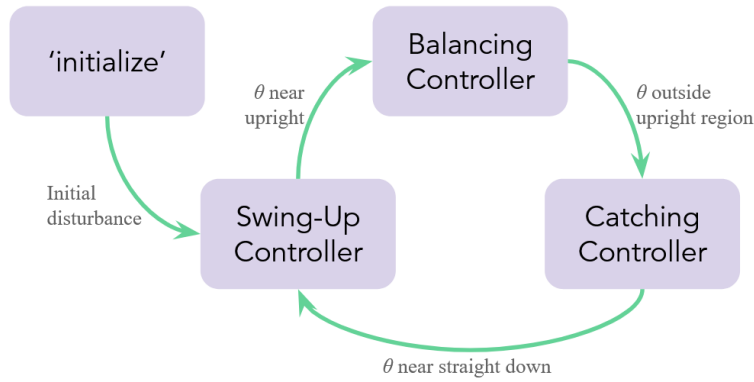 ‘initialize’
Balancing
Controller
θ near
upright
θ outside
upright region
Initial
disturbance
Swing-Up
Controller
Catching
Controller
θ near straight down